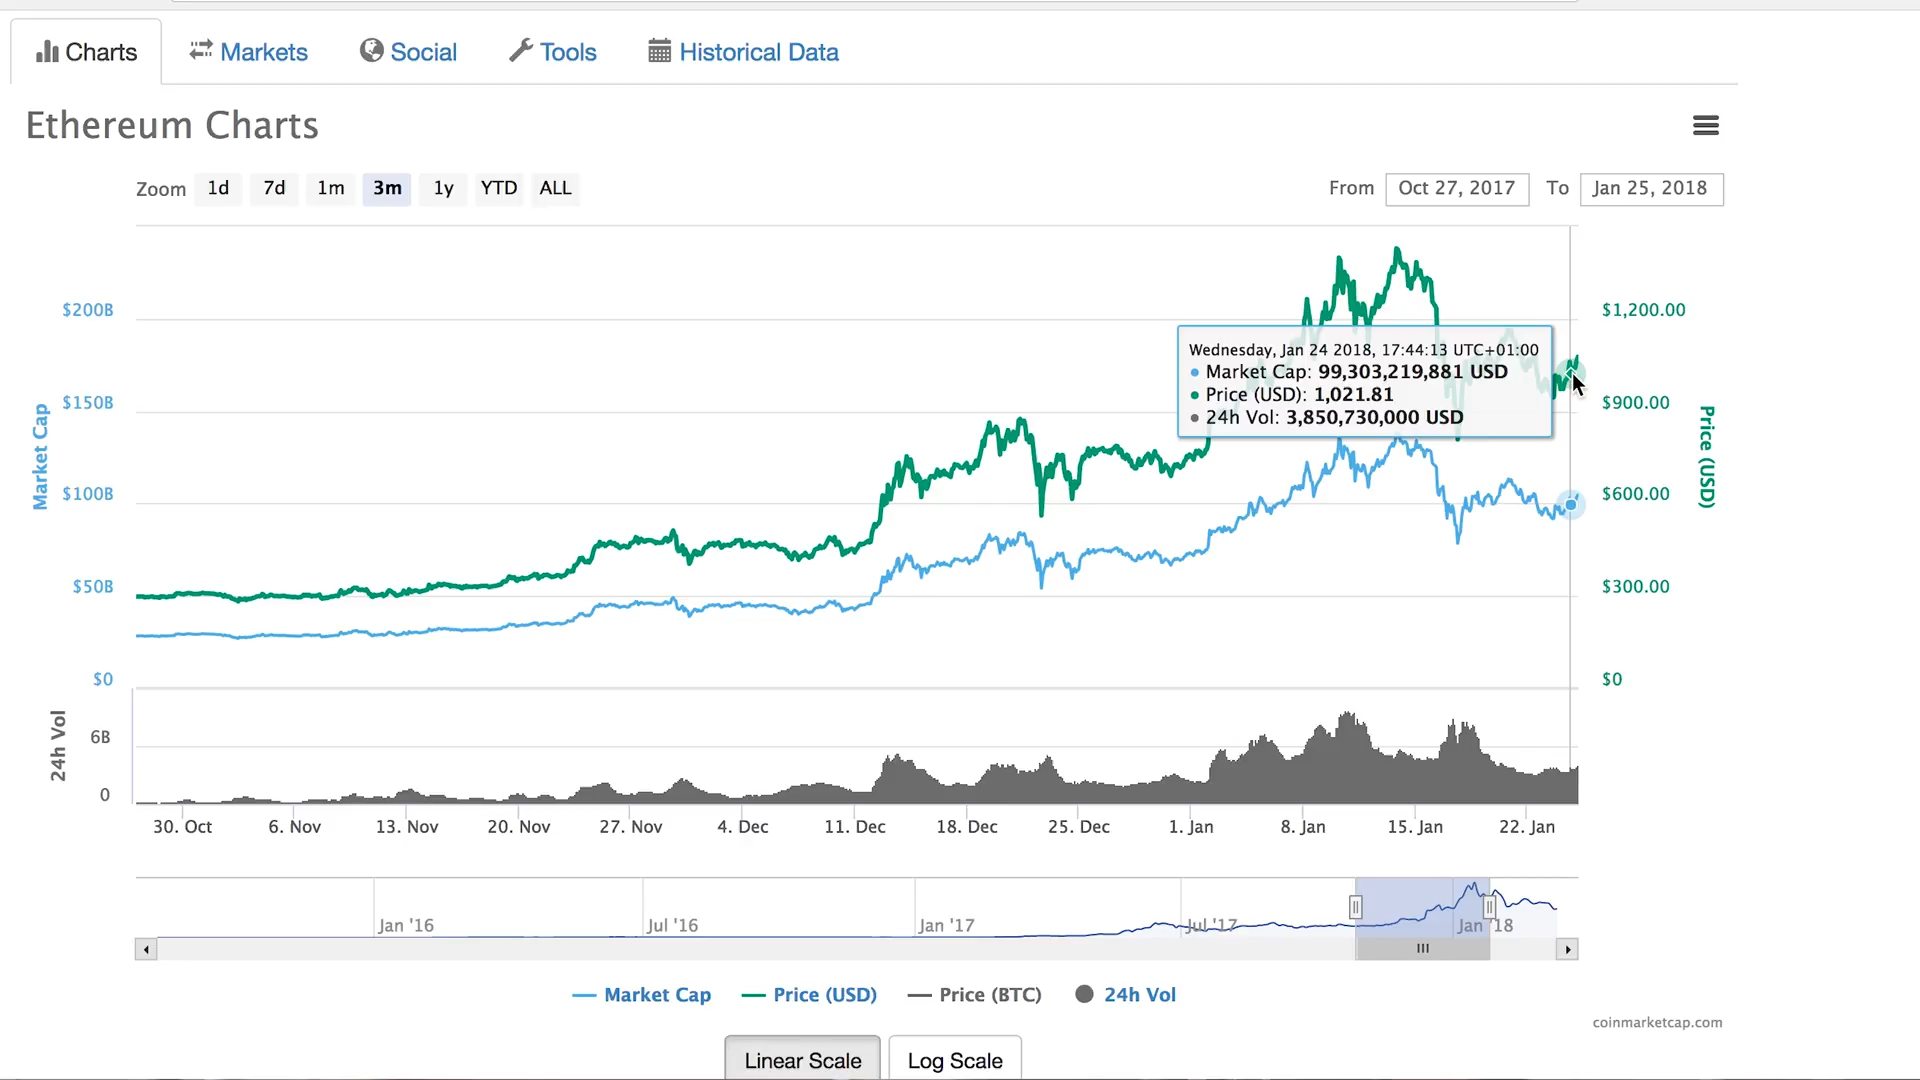 Charts Markets Social Tools Historical Data
Ethereum Charts
Zoom 1d 7d 1m 3m 1y YTD ALL From Oct 27, 2017 To Jan 25, 2018
$200B $1,200.00
Wednesday, Jan 24 2018, 17:44:13 UTC+01:00
Market Cap: 99,303,219,881 USD
Price (USD): 1,021.81
24h Vol: 3,850,730,000 USD
$150B $900.00
Market Cap
Price (USD)
$100B $600.00
$50B $300.00
$0 $0
24h Vol
6B
0
30. Oct 6. Nov 13. Nov 20. Nov 27. Nov 4. Dec 11. Dec 18. Dec 25. Dec 1. Jan 8. Jan 15. Jan 22. Jan
Jan '16 Jul '16 Jan '17 Jul '17 Jan '18
Market Cap Price (USD) Price (BTC) 24h Vol
coinmarketcap.com
Linear Scale Log Scale